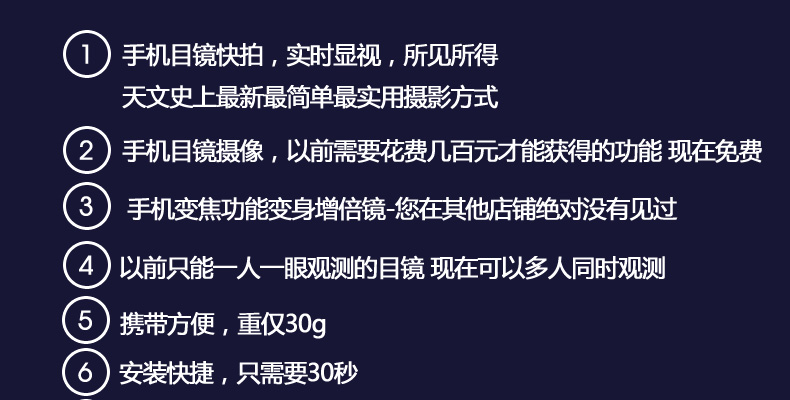 1 手机目镜快拍，实时显视，所见所得
天文史上最新最简单最实用摄影方式
2 手机目镜摄像，以前需要花费几百元才能获得的功能 现在免费
3 手机变焦功能变身增倍镜-您在其他店铺绝对没有见过
4 以前只能一人一眼观测的目镜 现在可以多人同时观测
5 携带方便，重仅30g
6 安装快捷，只需要30秒